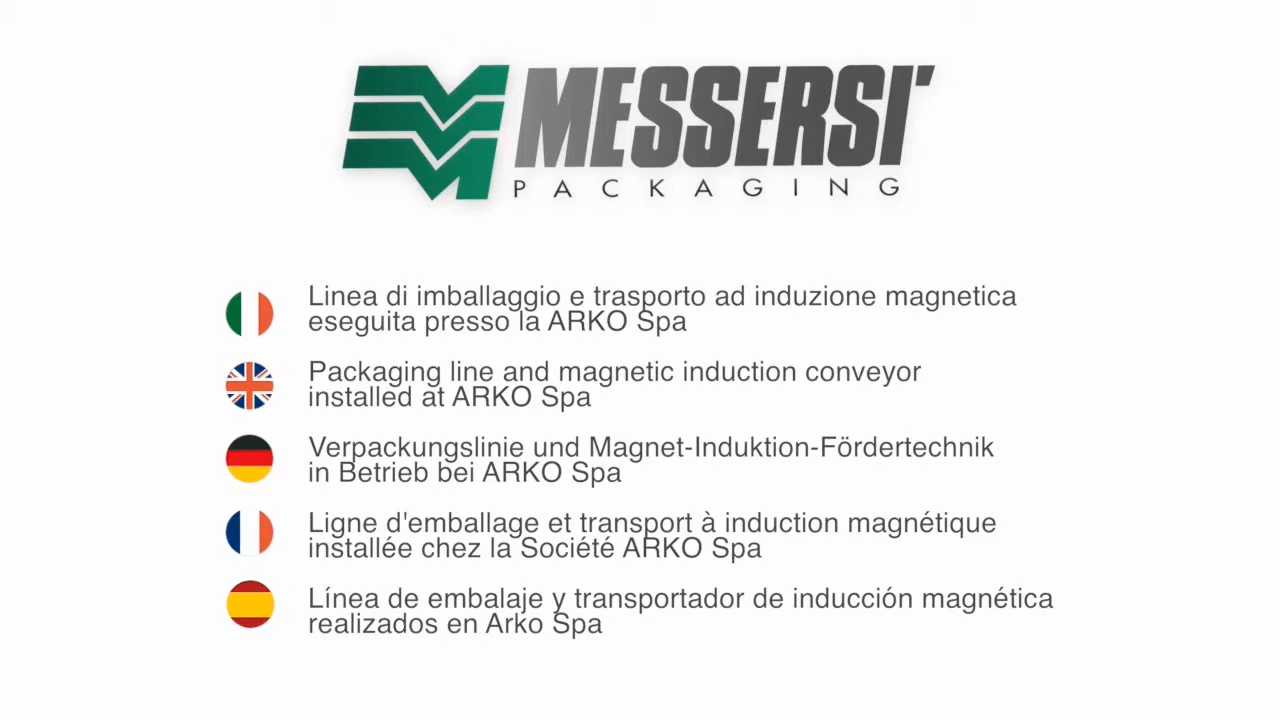 MESSERSI'
PACKAGING
Linea di imballaggio e trasporto ad induzione magnetica
eseguita presso la ARKO Spa
Packaging line and magnetic induction conveyor
installed at ARKO Spa
Verpackungslinie und Magnet-Induktion-Fördertechnik
in Betrieb bei ARKO Spa
Ligne d'emballage et transport à induction magnétique
installée chez la Société ARKO Spa
Línea de embalaje y transportador de inducción magnética
realizados en Arko Spa